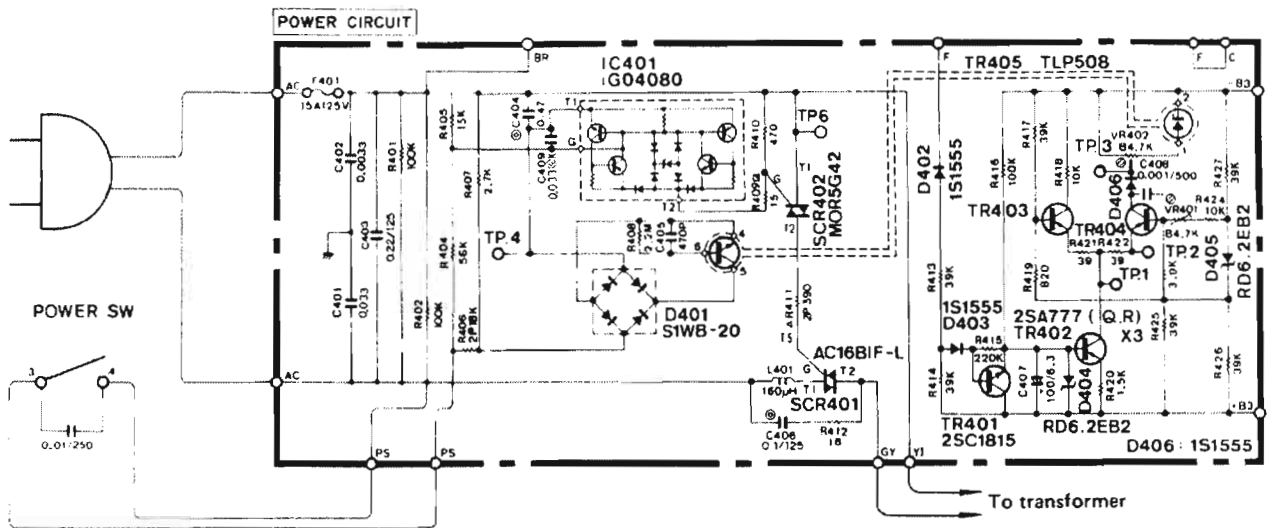 POWER CIRCUIT
BR
IC401
iG04080
F
TR405 TLP508
F C
-B3
AC
F401
15A125V
C402
0.0033
R401
100K
R405
15K
R407
2.7K
C404
0.47
C409
0.033
T1
G
T2
R410
470
TP.6
G
R409
15
T1
T2
SCR402
MOR5G42
D402
1S1555
R416
100K
R417
39K
R418
10K
TP.3
VR402
B4.7K
2
1
C408
0.001/500
D406
R427
39K
TR403
TR404
VR401
B4.7K
R424
10K
R421
39
R422
39
TP.2
TP.1
3.0K
D405
RD6.2EB2
C403
0.22/125
C401
0.033
R402
100K
R404
56K
R406
2P18K
TP.4
R408
2.2M
C405
470P
6
4
5
D401
S1WB-20
R411
2P390
T5
R413
39K
R419
820
1S1555
D403
2SA777 (Q.R)
TR402
X3
R425
39K
R426
39K
POWER SW
3
4
0.01/250
AC
L401
160μH
AC16BIF-L
G
T1
T2
SCR401
C406
0.1/125
R412
18
R414
39K
R415
220K
C407
100/6.3
D404
R420
1.5K
TR401
2SC1815
RD6.2EB2
+B3
D406 : 1S1555
PS
PS
GY
YI
To transformer